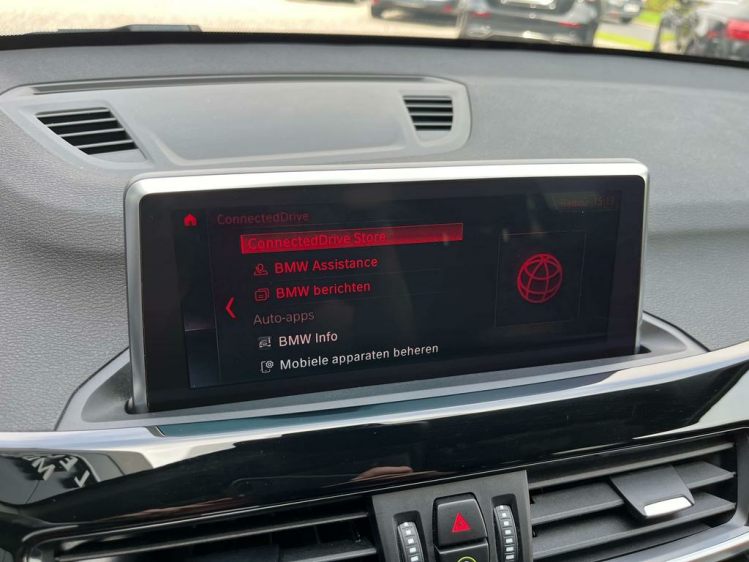 ConnectedDrive
ConnectedDrive Store
BMW Assistance
BMW berichten
Auto-apps
BMW Info
Mobiele apparaten beheren